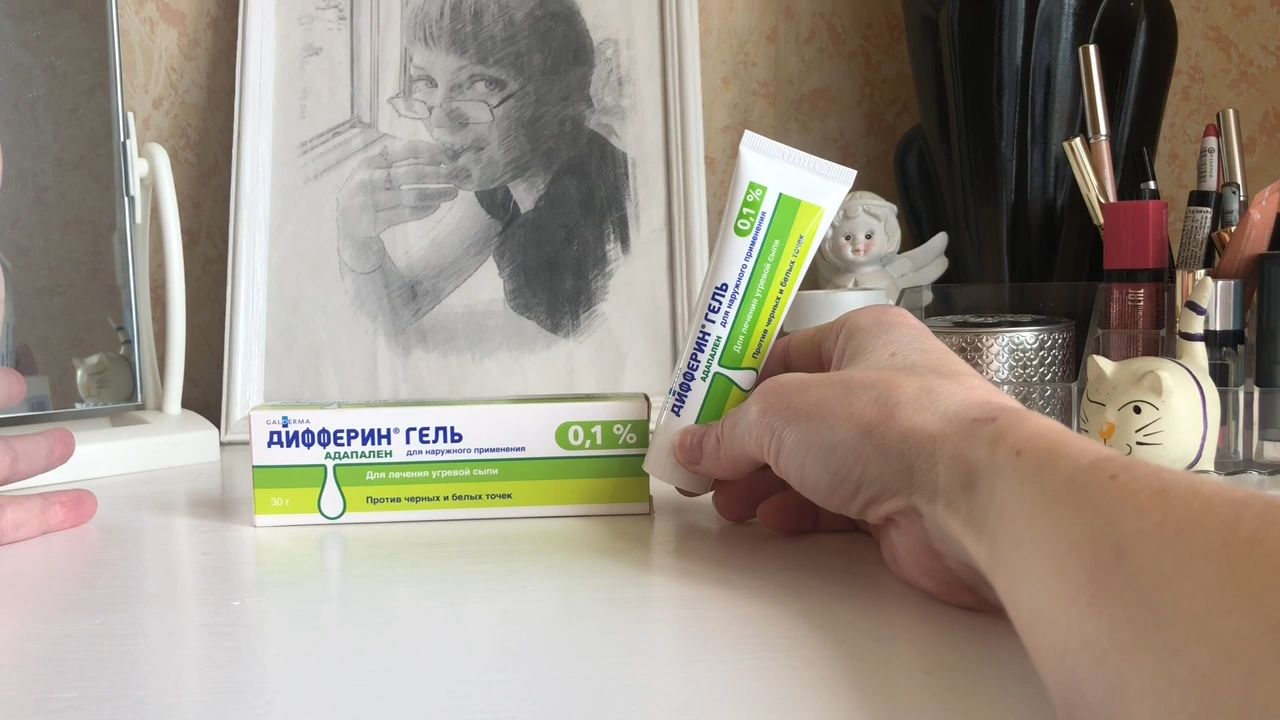 GALDERMA
ДИФФЕРИН® ГЕЛЬ
АДАПАЛЕН для наружного применения
0,1 %
Для лечения угревой сыпи
30 г
Против черных и белых точек
0,1 %
ДИФФЕРИН® ГЕЛЬ
АДАПАЛЕН для наружного применения
Для лечения угревой сыпи
Против черных и белых точек